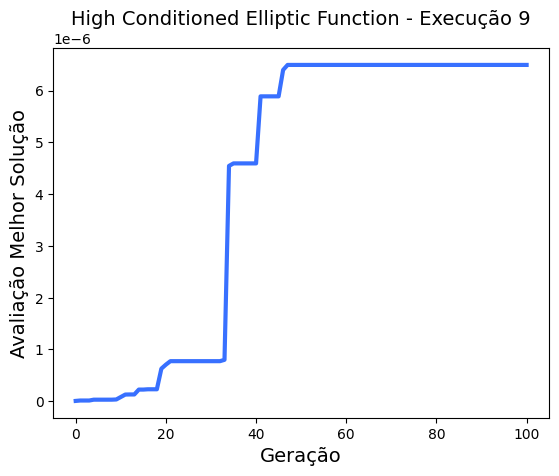 High Conditioned Elliptic Function - Execução 9
1e−6
6
5
4
3
2
1
0
Avaliação Melhor Solução
0 20 40 60 80 100
Geração